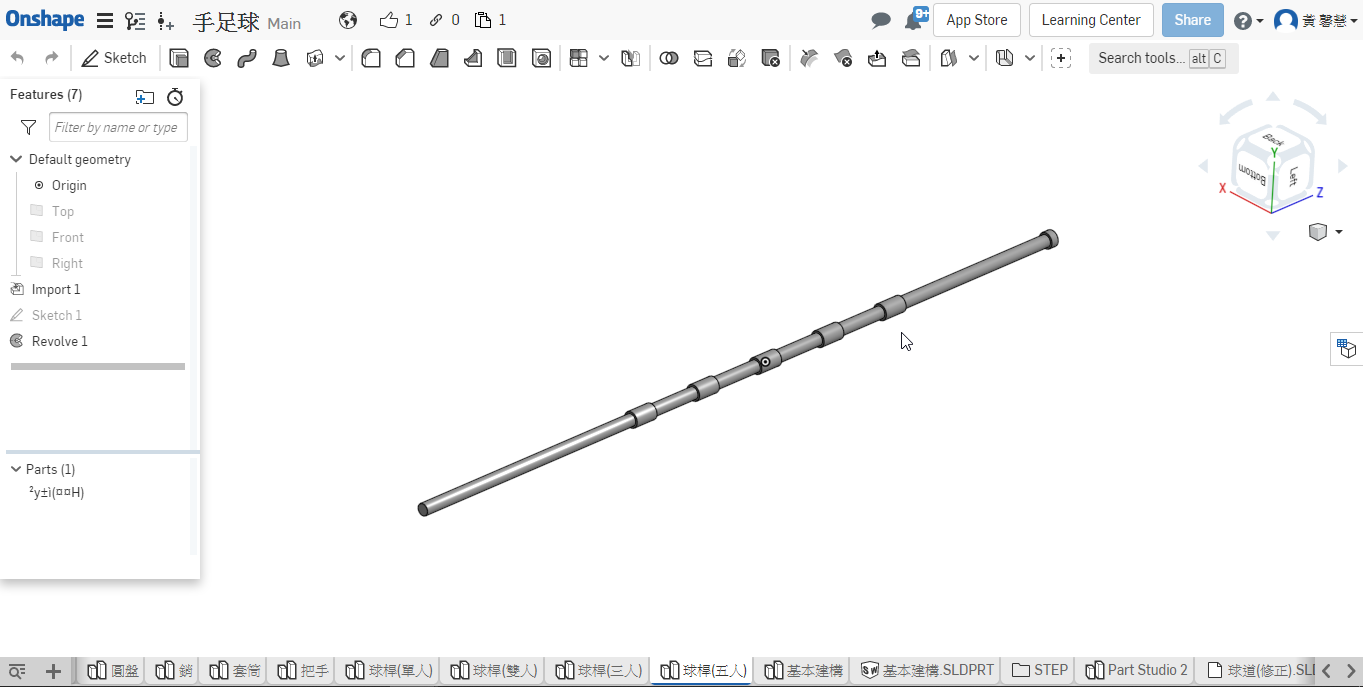 Onshape 手足球 Main 1 0 1 9+ App Store Learning Center Share 黃 馨慧
Sketch Search tools... alt C
Features (7)
Filter by name or type
Default geometry
Origin
Top
Front
Right
Import 1
Sketch 1
Revolve 1
Parts (1)
²y±ì(¤¤H)
Back
Bottom
Left
Y
X
Z
圓盤 銷 套筒 把手 球桿(單人) 球桿(雙人) 球桿(三人) 球桿(五人) 基本建構 基本建構.SLDPRT STEP Part Studio 2 球道(修正).SLI